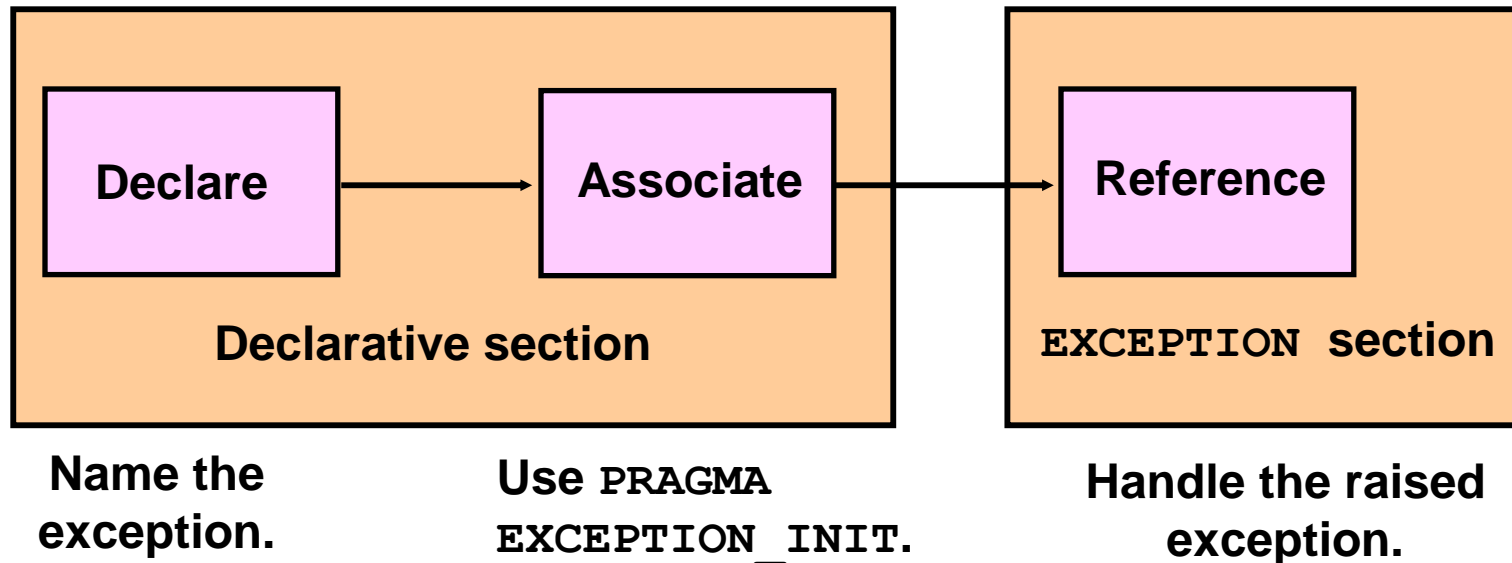 Declare
Associate
Reference
Declarative section
EXCEPTION section
Name the
exception.
Use PRAGMA
EXCEPTION_INIT.
Handle the raised
exception.